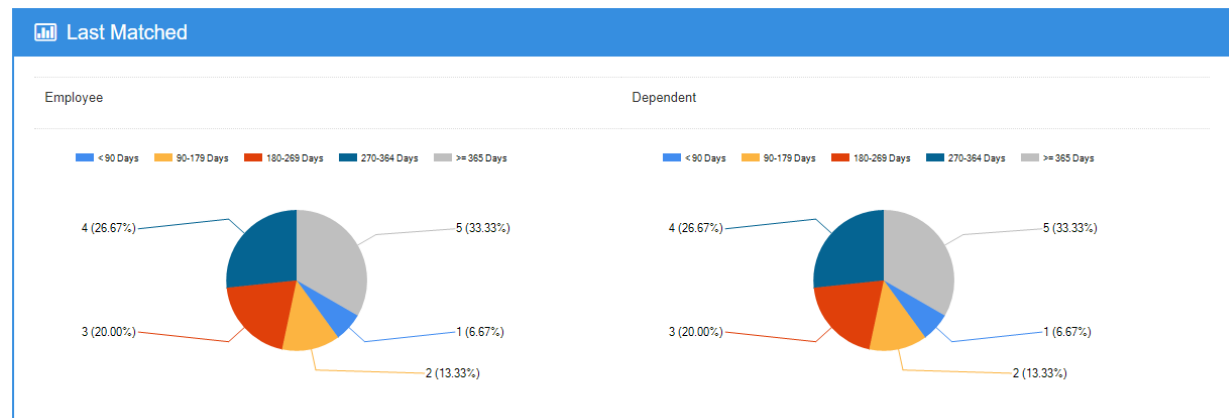 Last Matched
Employee
Dependent
< 90 Days 90-179 Days 180-269 Days 270-364 Days >= 365 Days
4 (26.67%)
5 (33.33%)
3 (20.00%)
1 (6.67%)
2 (13.33%)
< 90 Days 90-179 Days 180-269 Days 270-364 Days >= 365 Days
4 (26.67%)
5 (33.33%)
3 (20.00%)
1 (6.67%)
2 (13.33%)